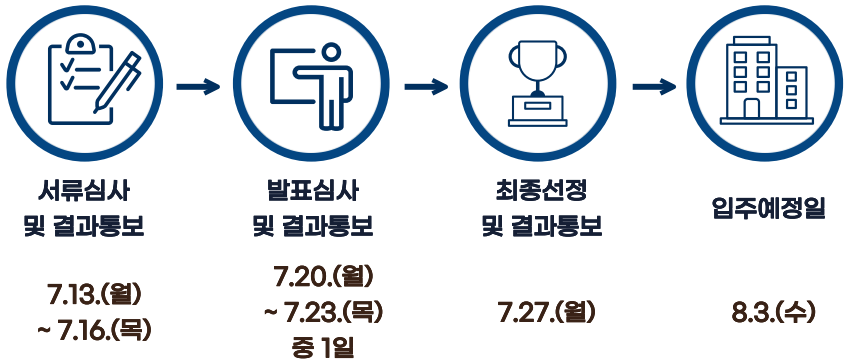 서류심사
및 결과통보
7.13.(월)
~ 7.16.(목)
발표심사
및 결과통보
7.20.(월)
~ 7.23.(목)
중 1일
최종선정
및 결과통보
7.27.(월)
입주예정일
8.3.(수)